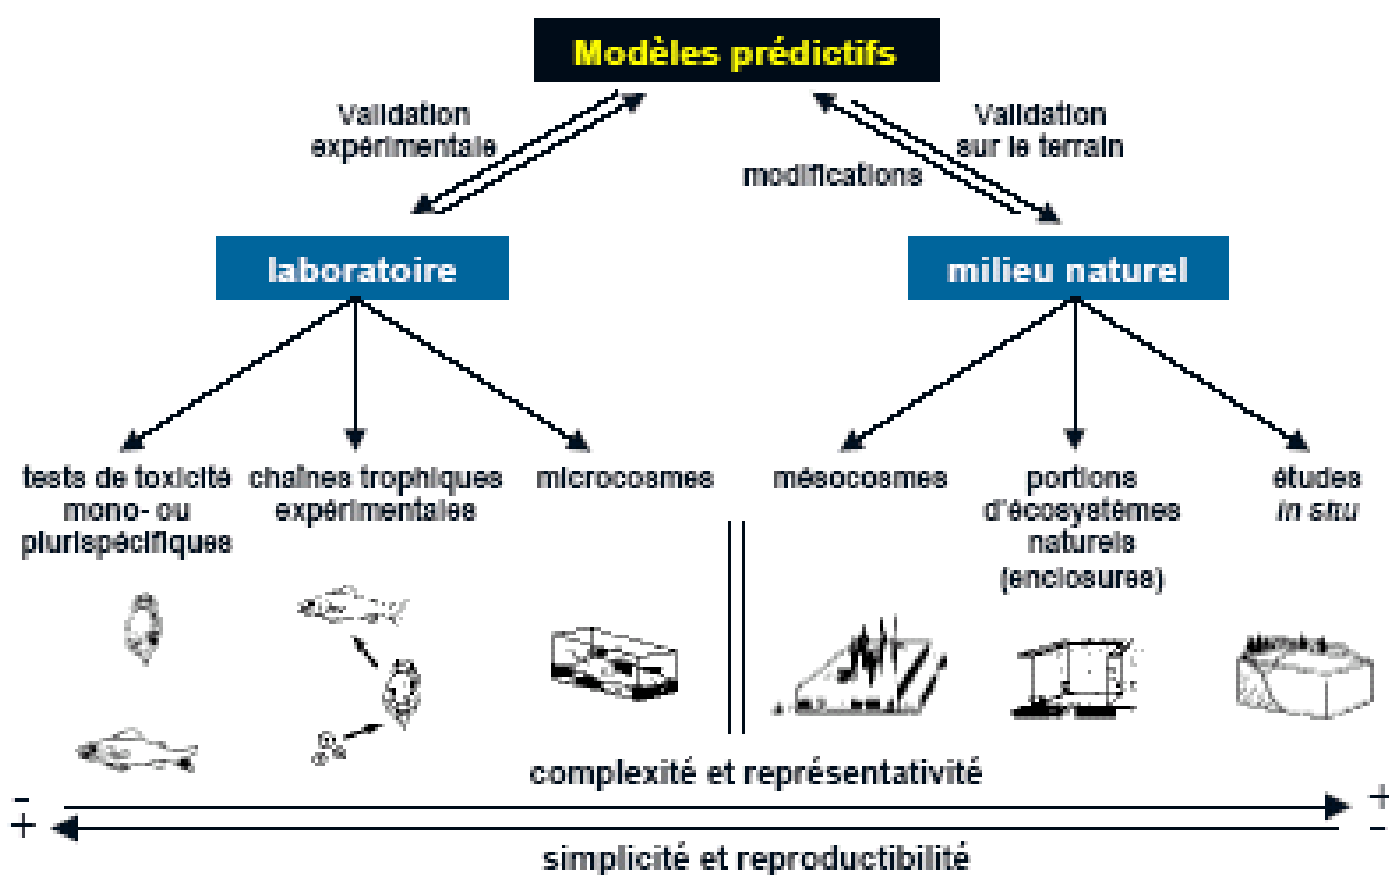 Modèles prédictifs
Validation
expérimentale
Validation
sur le terrain
modifications
laboratoire
milieu naturel
tests de toxicité
mono- ou
plurispécifiques
chaînes trophiques
expérimentales
microcosmes
mésocosmes
portions
d'écosystèmes
naturels
(enclosures)
études
in situ
complexité et représentativité
- +
+ -
simplicité et reproductibilité